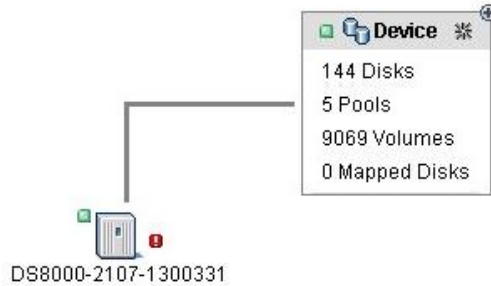 Device
144 Disks
5 Pools
9069 Volumes
0 Mapped Disks
DS8000-2107-1300331